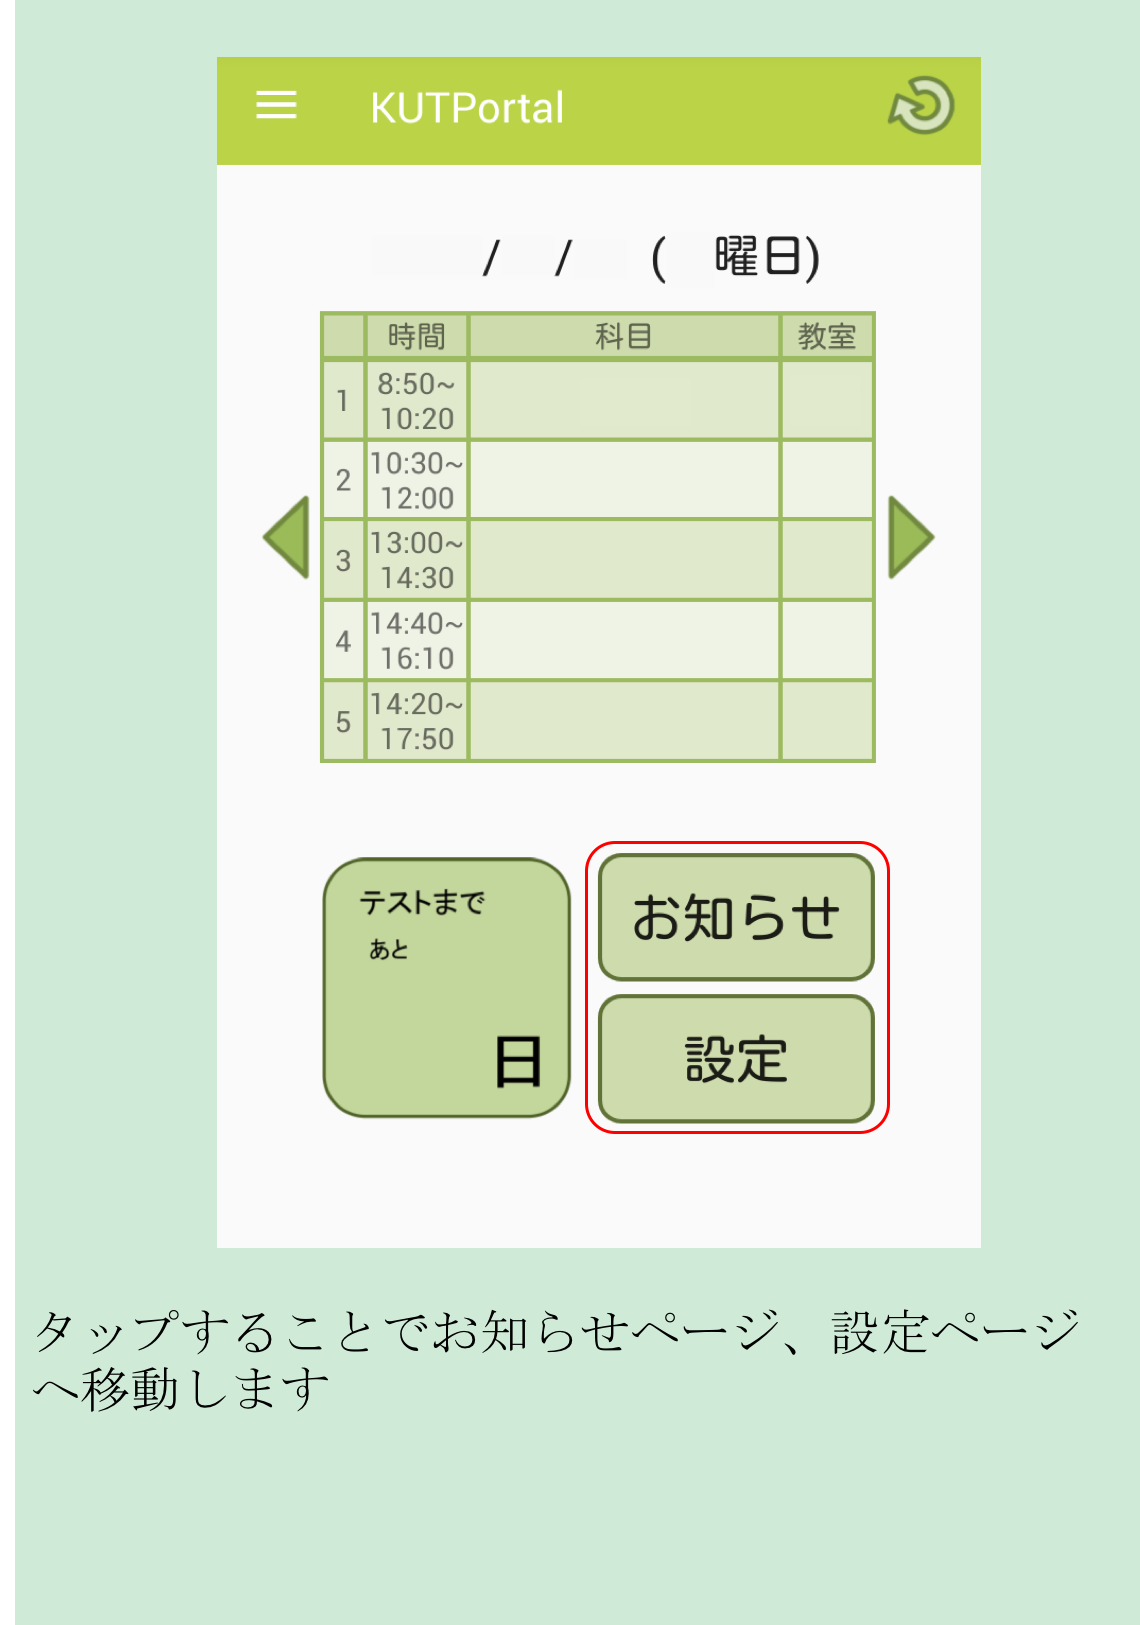 KUTPortal
/ / ( 曜日)
時間 科目 教室
1 8:50~
10:20
2 10:30~
12:00
3 13:00~
14:30
4 14:40~
16:10
5 14:20~
17:50
テストまで
あと
日
お知らせ
設定
タップすることでお知らせページ、設定ページ
へ移動します